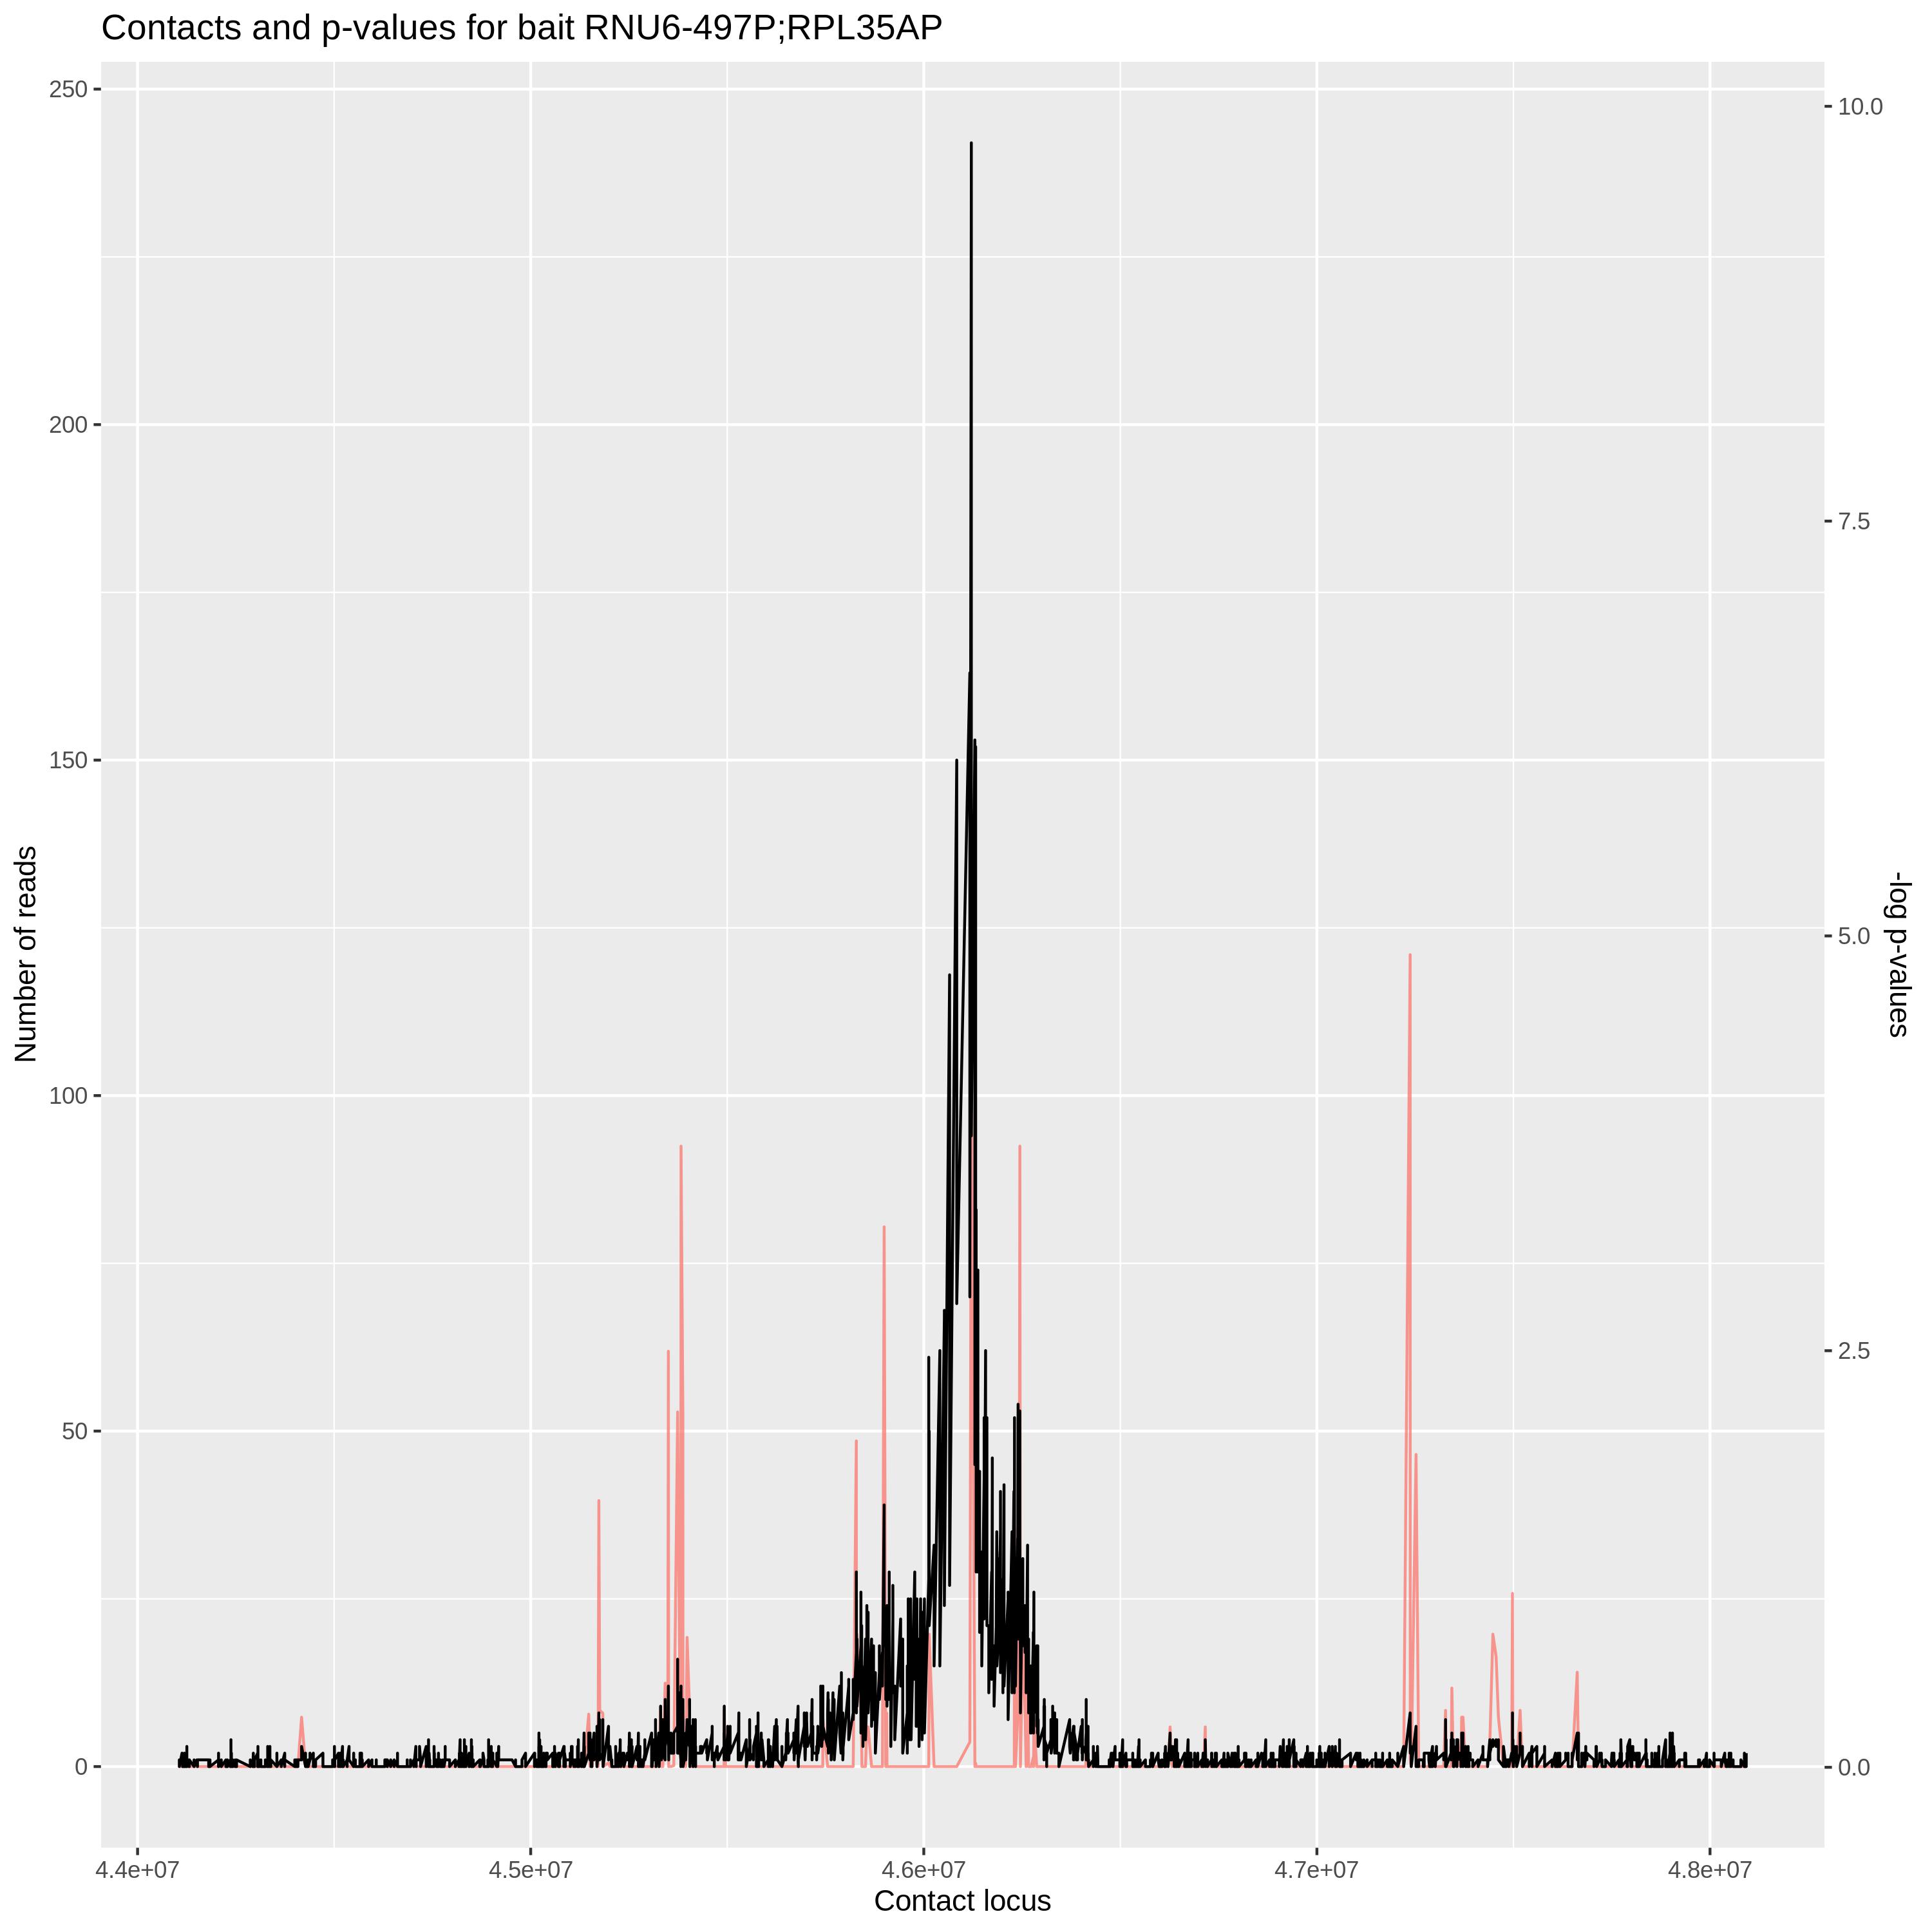 Contacts and p-values for bait RNU6-497P;RPL35AP
250
200
150
100
50
0
Number of reads
10.0
7.5
5.0
2.5
0.0
-log p-values
4.4e+07
4.5e+07
4.6e+07
4.7e+07
4.8e+07
Contact locus